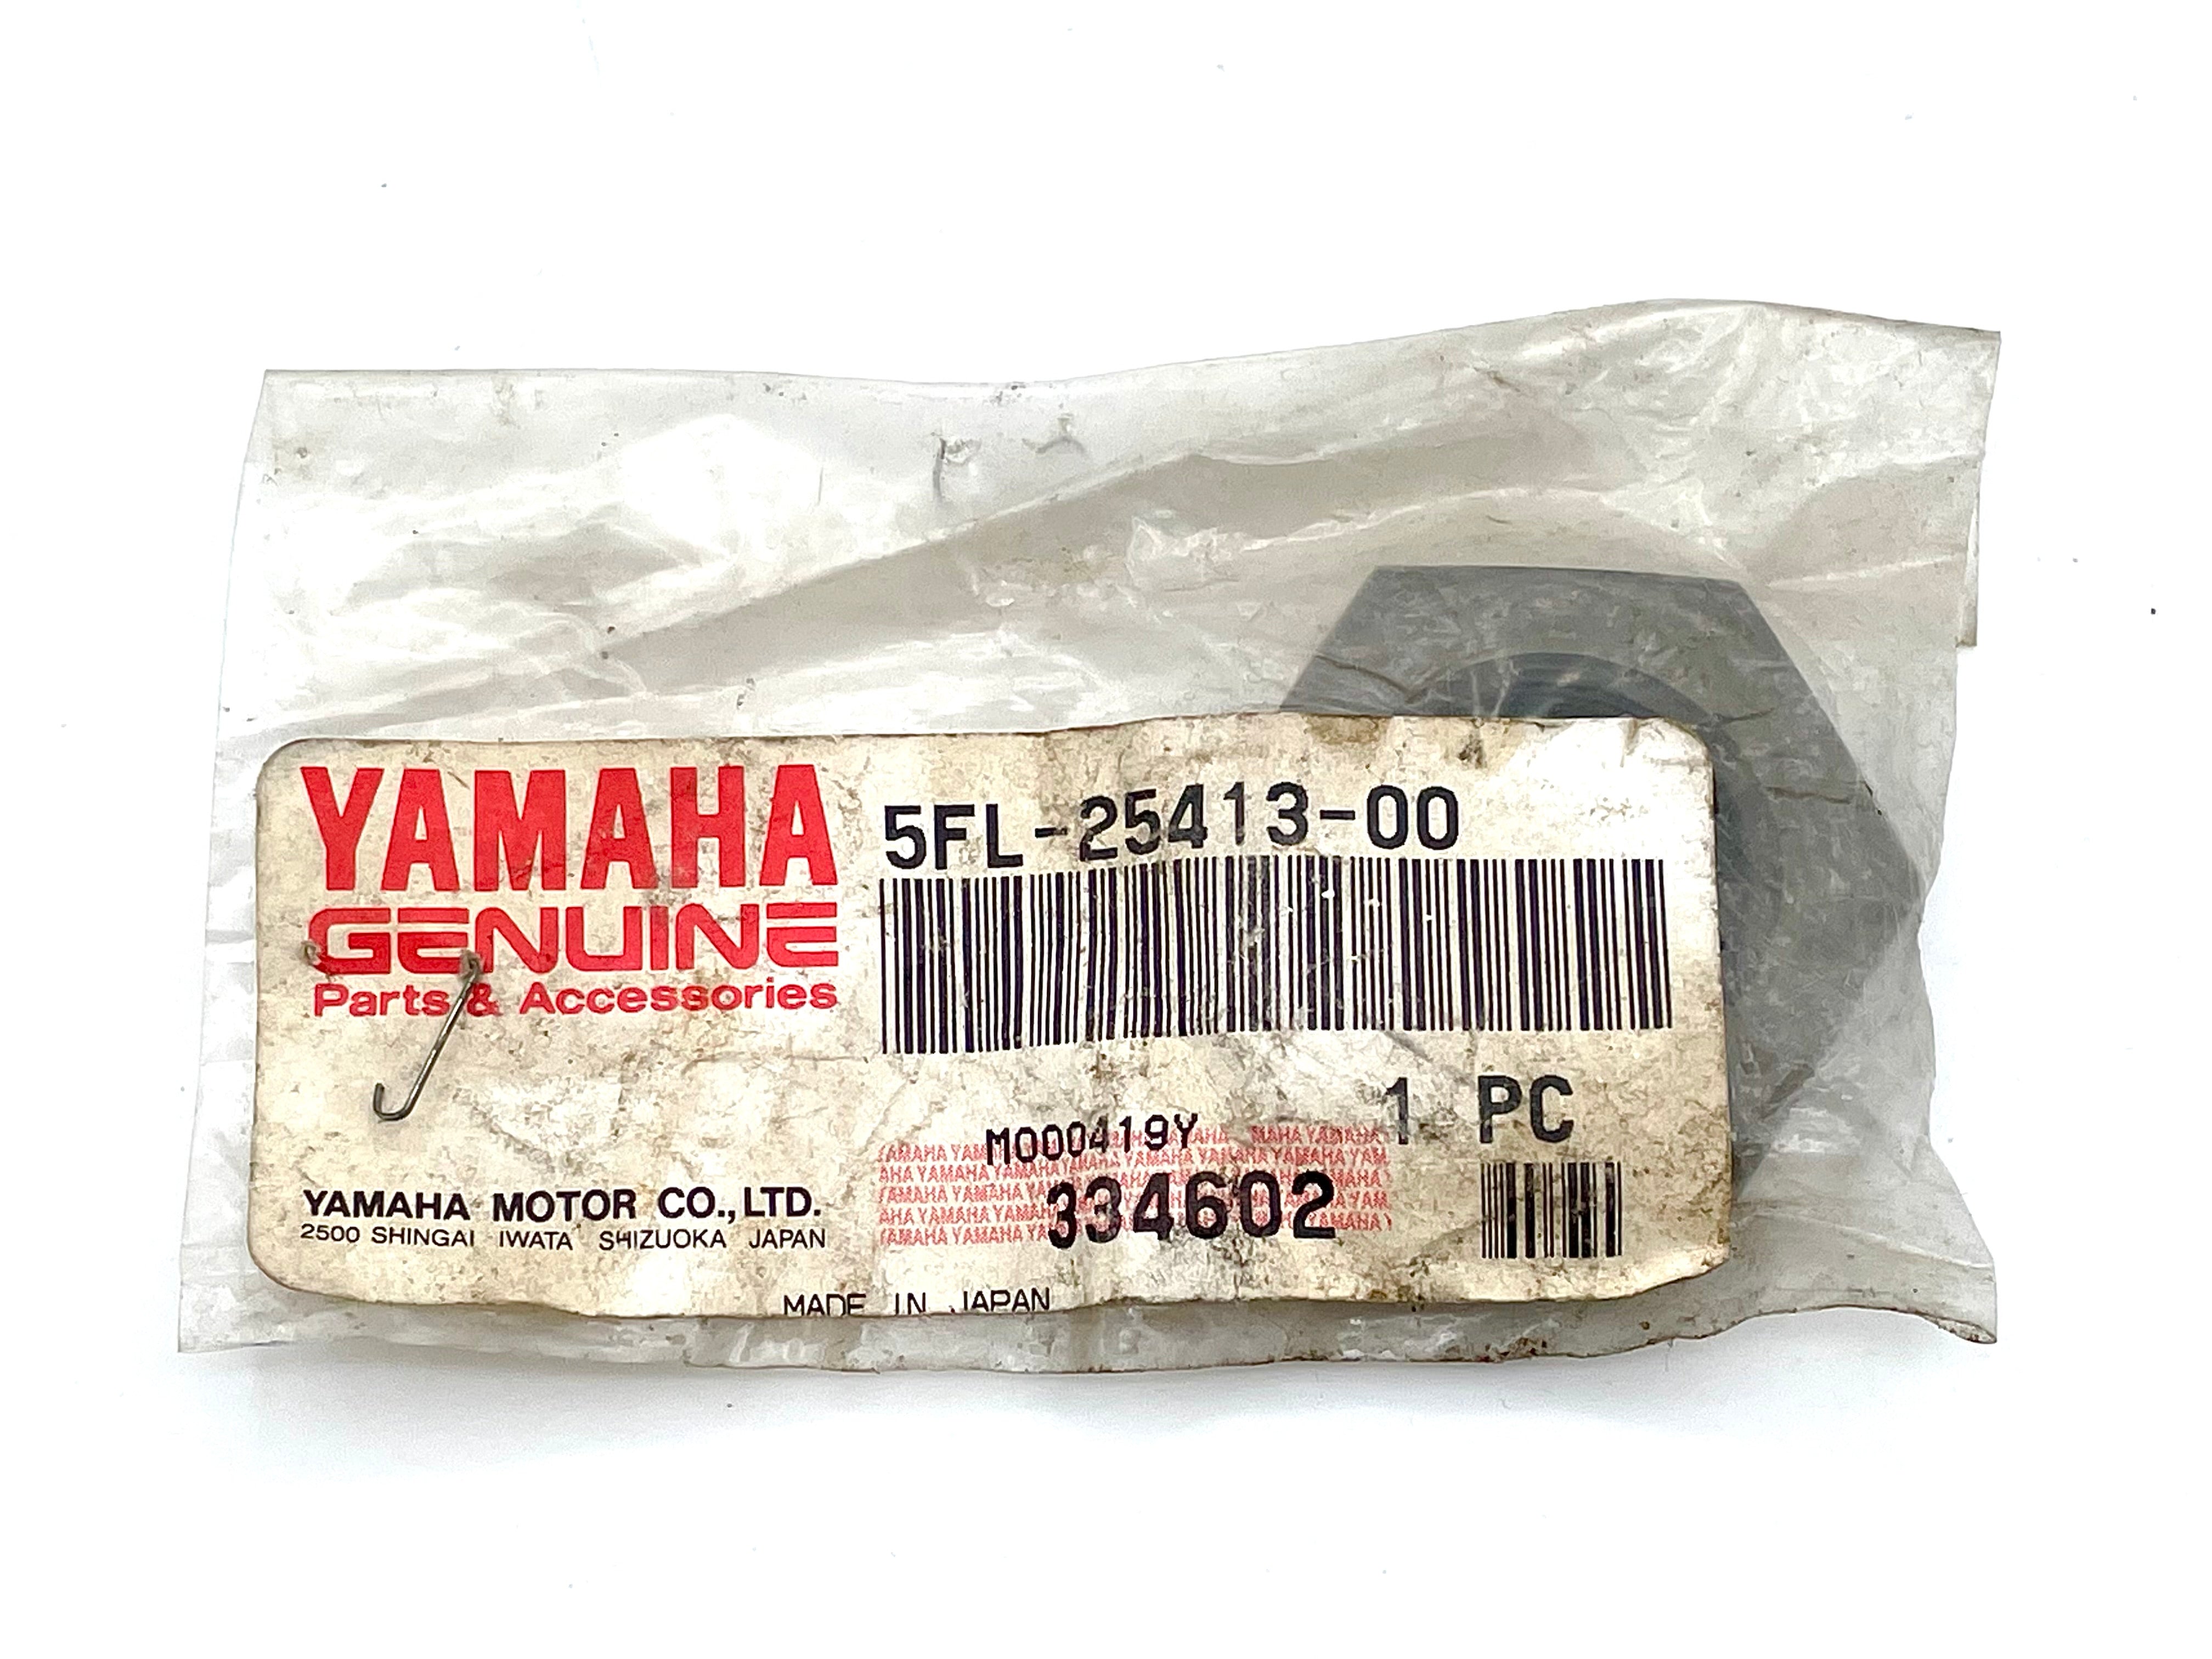 YAMAHA
GENUINE
Parts & Accessories
5FL-25413-00
1 PC
M000419Y
334602
YAMAHA MOTOR CO.,LTD.
2500 SHINGAI IWATA SHIZUOKA JAPAN
MADE IN JAPAN